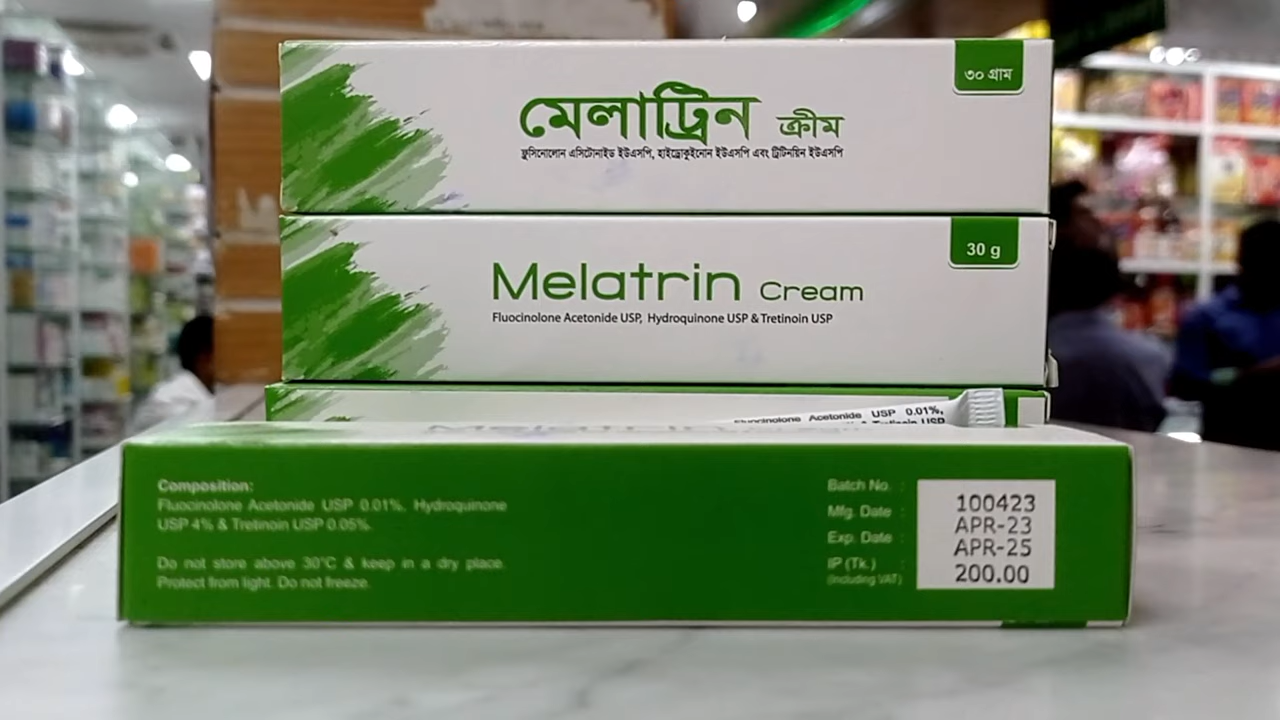 ৩০ গ্রাম
মেলাট্রিন ক্রীম
ফ্লুসিনোলোন এসিটোনাইড ইউএসপি, হাইড্রোকুইনোন ইউএসপি এবং ট্রিটিনয়িন ইউএসপি
30 g
Melatrin Cream
Fluocinolone Acetonide USP, Hydroquinone USP & Tretinoin USP
Fluocinolone Acetonide USP 0.01%,
& Tretinoin USP
Melatrin
Composition:
Fluocinolone Acetonide USP 0.01%, Hydroquinone
USP 4% & Tretinoin USP 0.05%.
Do not store above 30°C & keep in a dry place.
Protect from light. Do not freeze.
Batch No. : 100423
Mfg. Date : APR-23
Exp. Date : APR-25
IP (Tk.) : 200.00
(Including VAT)